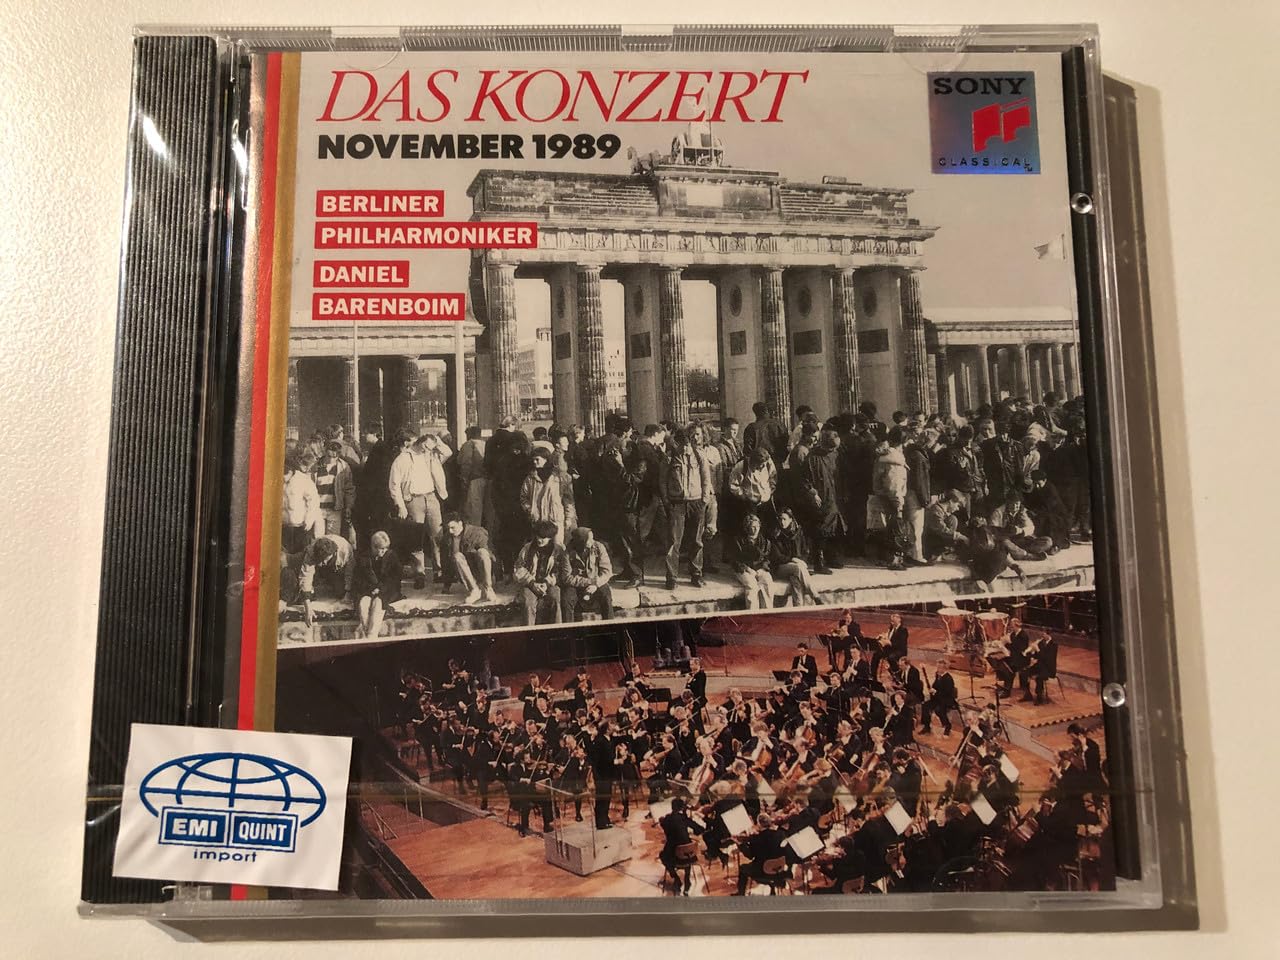 DAS KONZERT
NOVEMBER 1989
BERLINER
PHILHARMONIKER
DANIEL
BARENBOIM
SONY
CLASSICAL
EMI QUINT
import